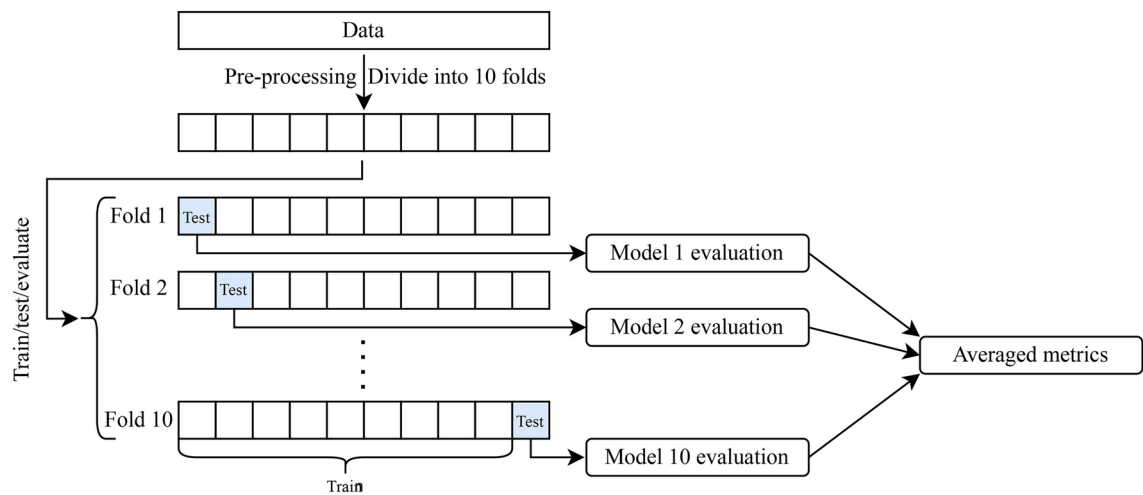 Data
Pre-processing Divide into 10 folds
Train/test/evaluate
Fold 1
Test
Model 1 evaluation
Fold 2
Test
Model 2 evaluation
Averaged metrics
Fold 10
Test
Model 10 evaluation
Train